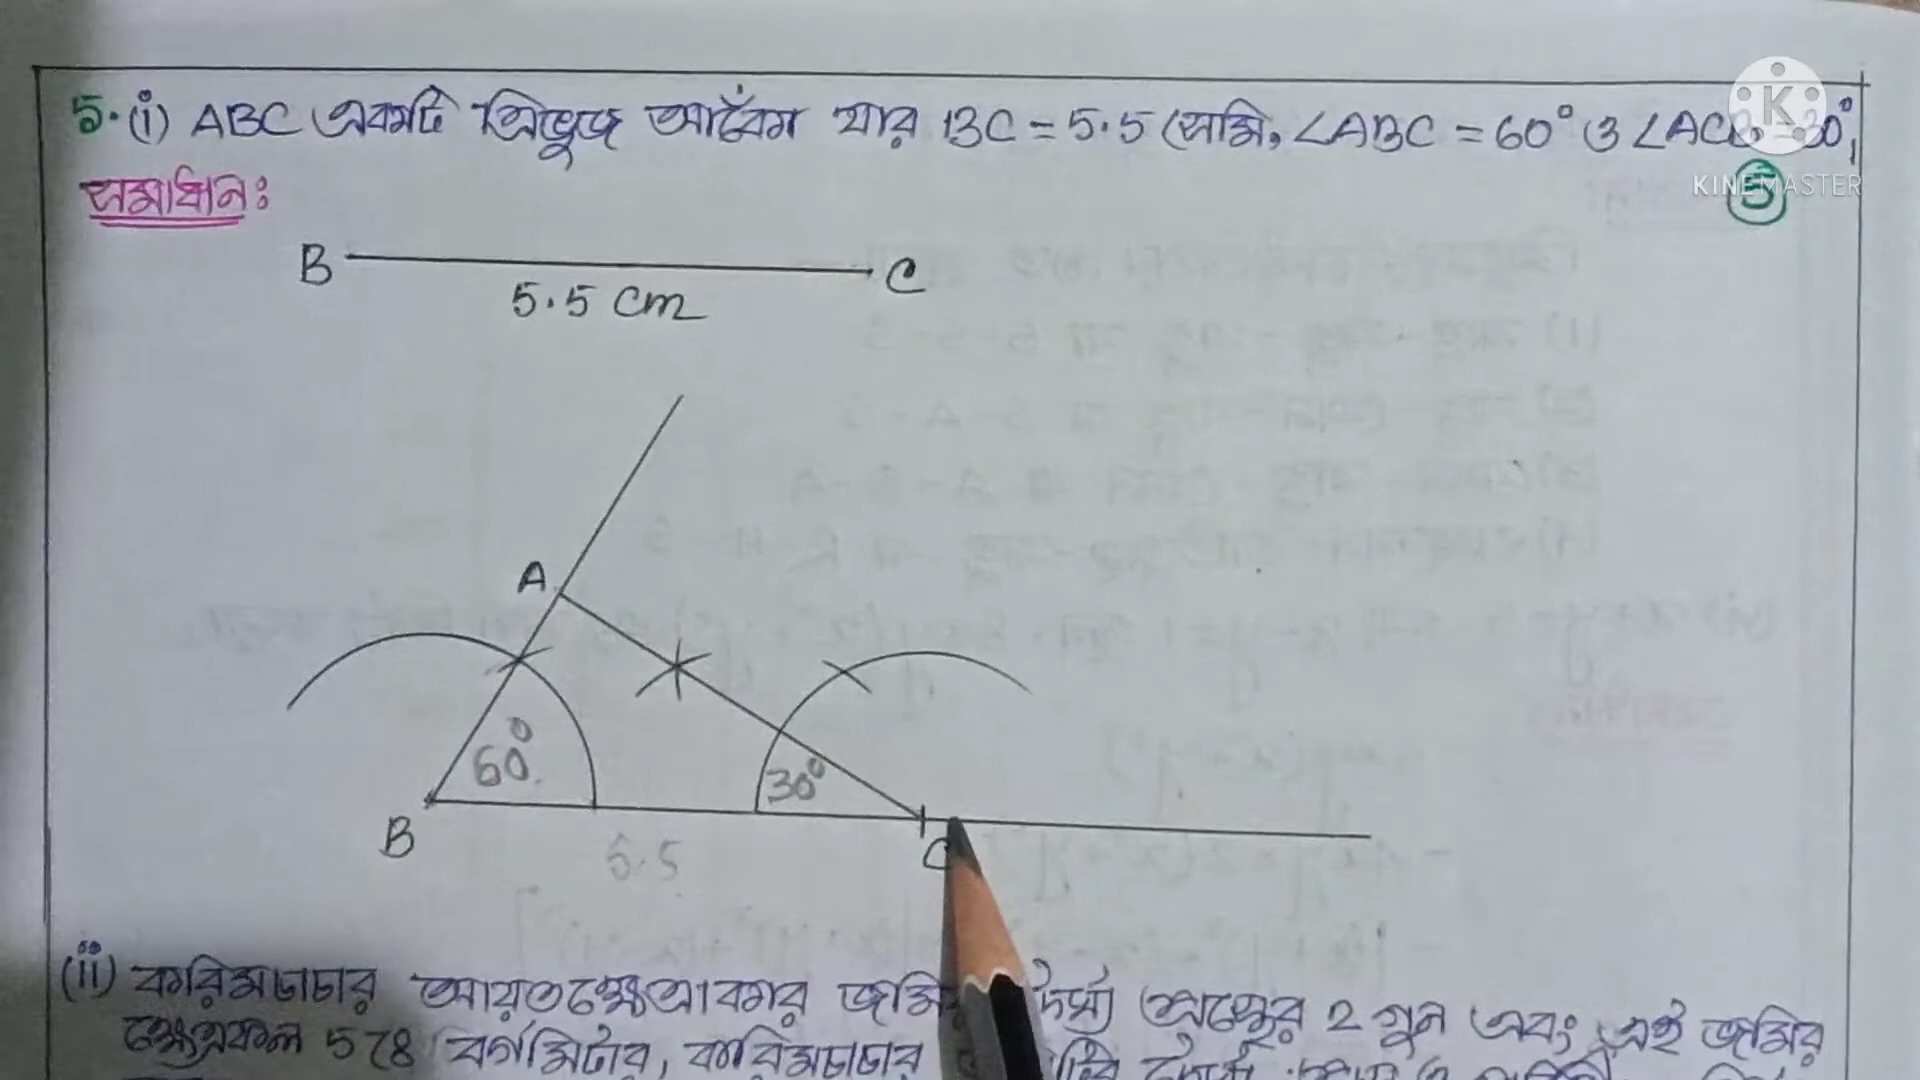 5. (i) ABC একটি ত্রিভুজ আঁকো যার BC = 5.5 সেমি, ∠ABC = 60° ও ∠ACB = 30°,
KINEMASTER
5
সমাধানঃ
B C
5.5 cm
A
60°
30°
B
5.5
C
(ii) করিমচাচার আয়তক্ষেত্রাকার প্রস্থের 2 গুন এবং এই জমির
ক্ষেত্রফল 578 বর্গমিটার, করিমচাচার